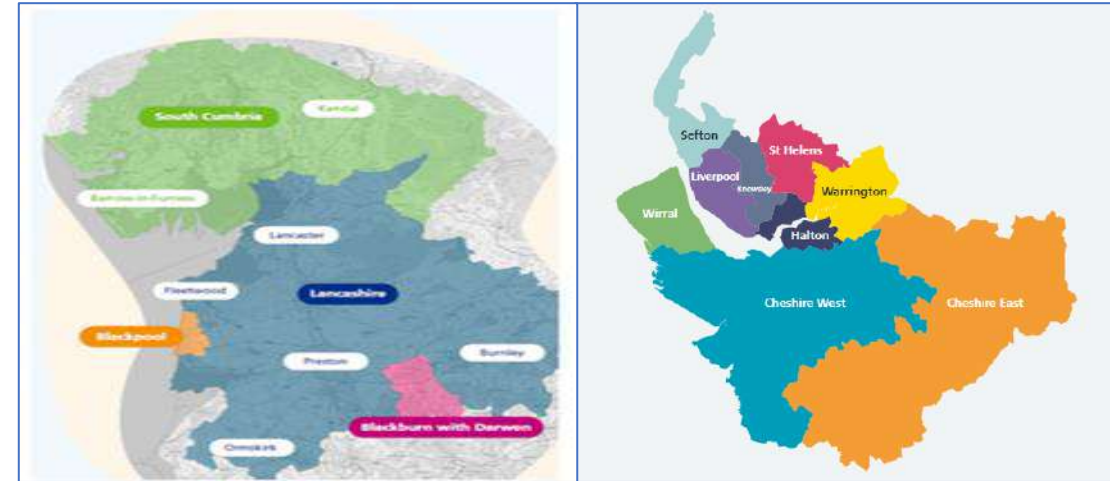 South Cumbria
Kendal
Barrow-in-Furness
Lancaster
Fleetwood
Lancashire
Blackpool
Preston
Burnley
Blackburn with Darwen
Ormskirk
Sefton
St Helens
Liverpool
Knowsley
Warrington
Wirral
Halton
Cheshire West
Cheshire East